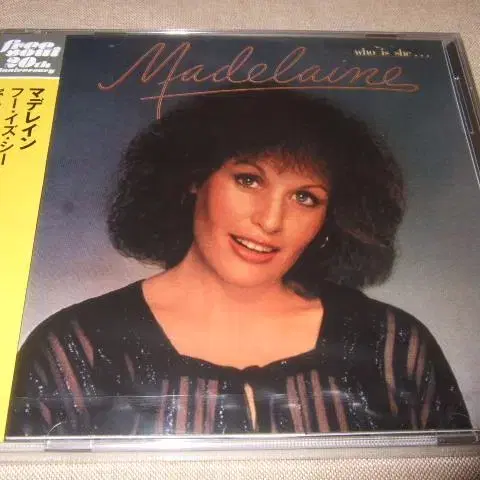 free
soul
20th
anniversary
who is she...
Madelaine
マデレイン
フー・イズ・シー